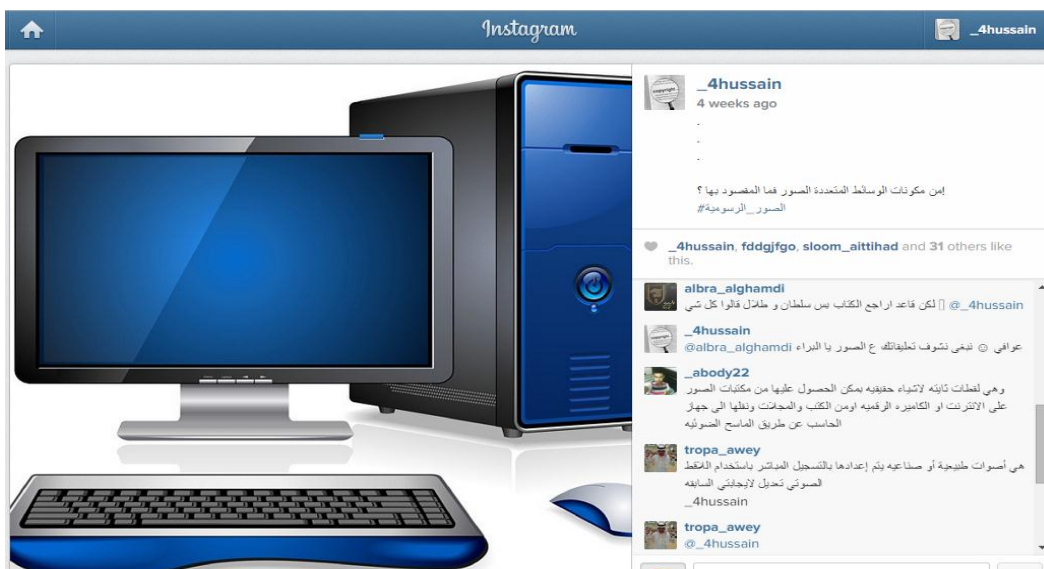 Instagram
_4hussain
_4hussain
4 weeks ago
.
.
.
إمن مكونات الوسائط المتعددة الصور فما المقصود بها ؟
#الصور_الرسومية
_4hussain, fddgjfgo, sloom_aittihad and 31 others like
this.
albra_alghamdi
@_4hussain لكن قاعد اراجع الكتاب بس سلطان و طلال قالوا كل شي
_4hussain
عوافي ☺ نبغى نشوف تعليقاتك ع الصور يا البراء @albra_alghamdi
_abody22
وهي لقطات ثابته لاشياء حقيقيه يمكن الحصول عليها من مكتبات الصور
على الانترنت او الكاميره الرقميه اومن الكتب والمجلات ونقلها الى جهاز
الحاسب عن طريق الماسح الضوئيه
tropa_awey
هي أصوات طبيعية أو صناعيه يتم إعدادها بالتسجيل المباشر باستخدام اللاقط
الصوتي تعديل لايجابتي السابقه
_4hussain
tropa_awey
@_4hussain